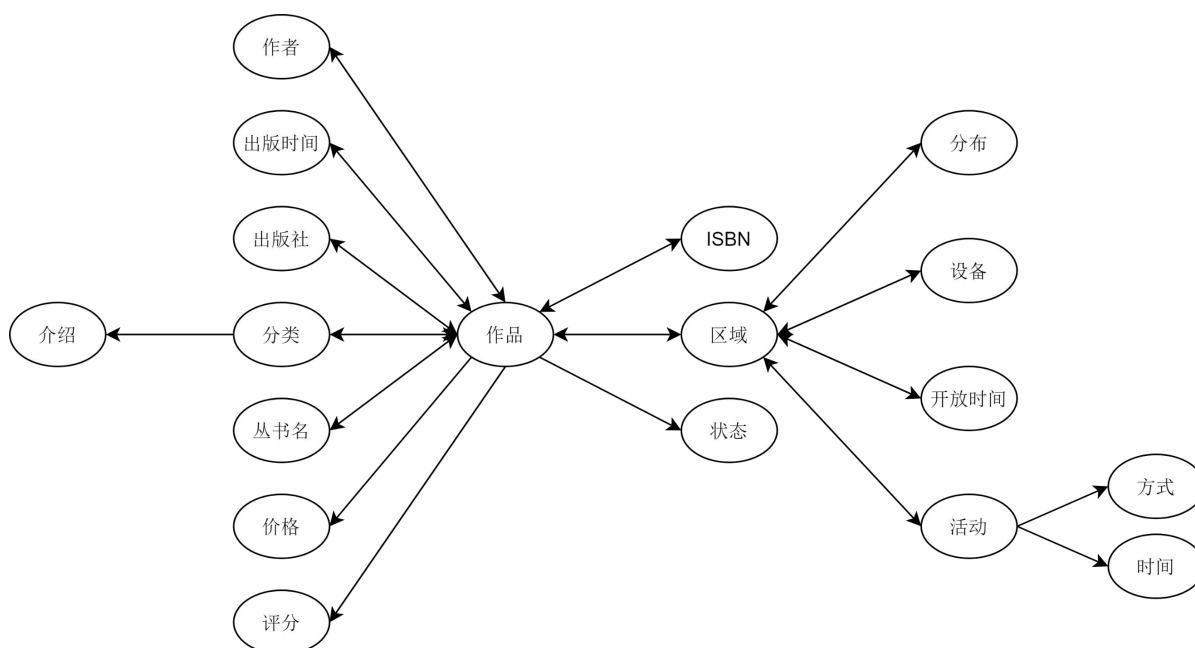 作者
出版时间
分布
出版社
ISBN
设备
介绍
分类
作品
区域
开放时间
丛书名
状态
方式
价格
活动
时间
评分